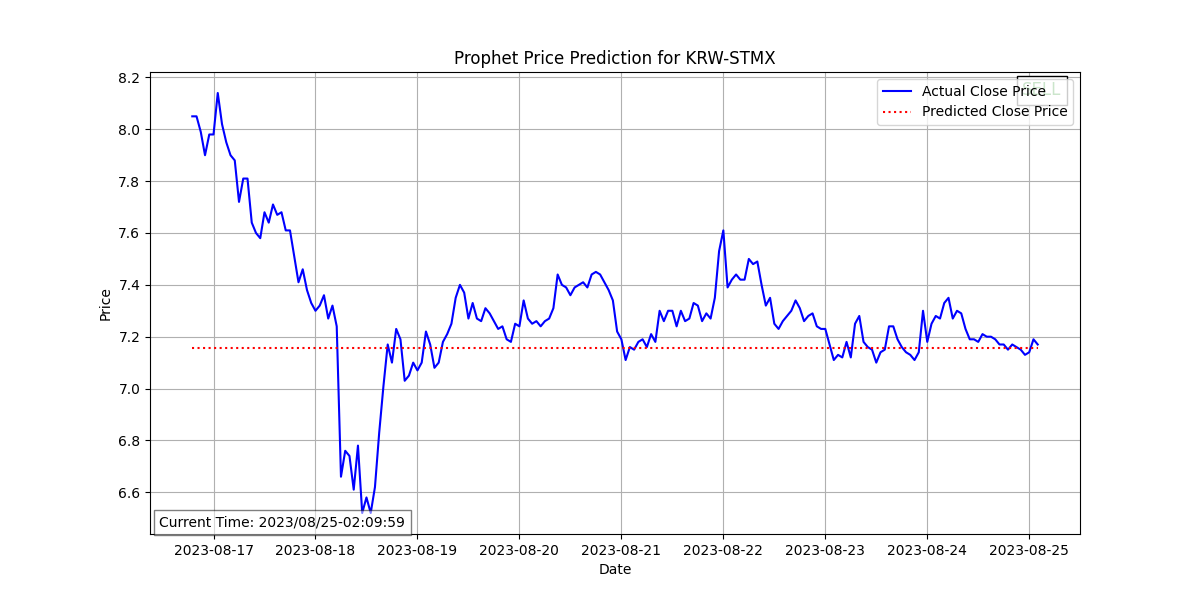 Prophet Price Prediction for KRW-STMX
SELL
Actual Close Price
Predicted Close Price
Price
8.2
8.0
7.8
7.6
7.4
7.2
7.0
6.8
6.6
Current Time: 2023/08/25-02:09:59
2023-08-17
2023-08-18
2023-08-19
2023-08-20
2023-08-21
2023-08-22
2023-08-23
2023-08-24
2023-08-25
Date